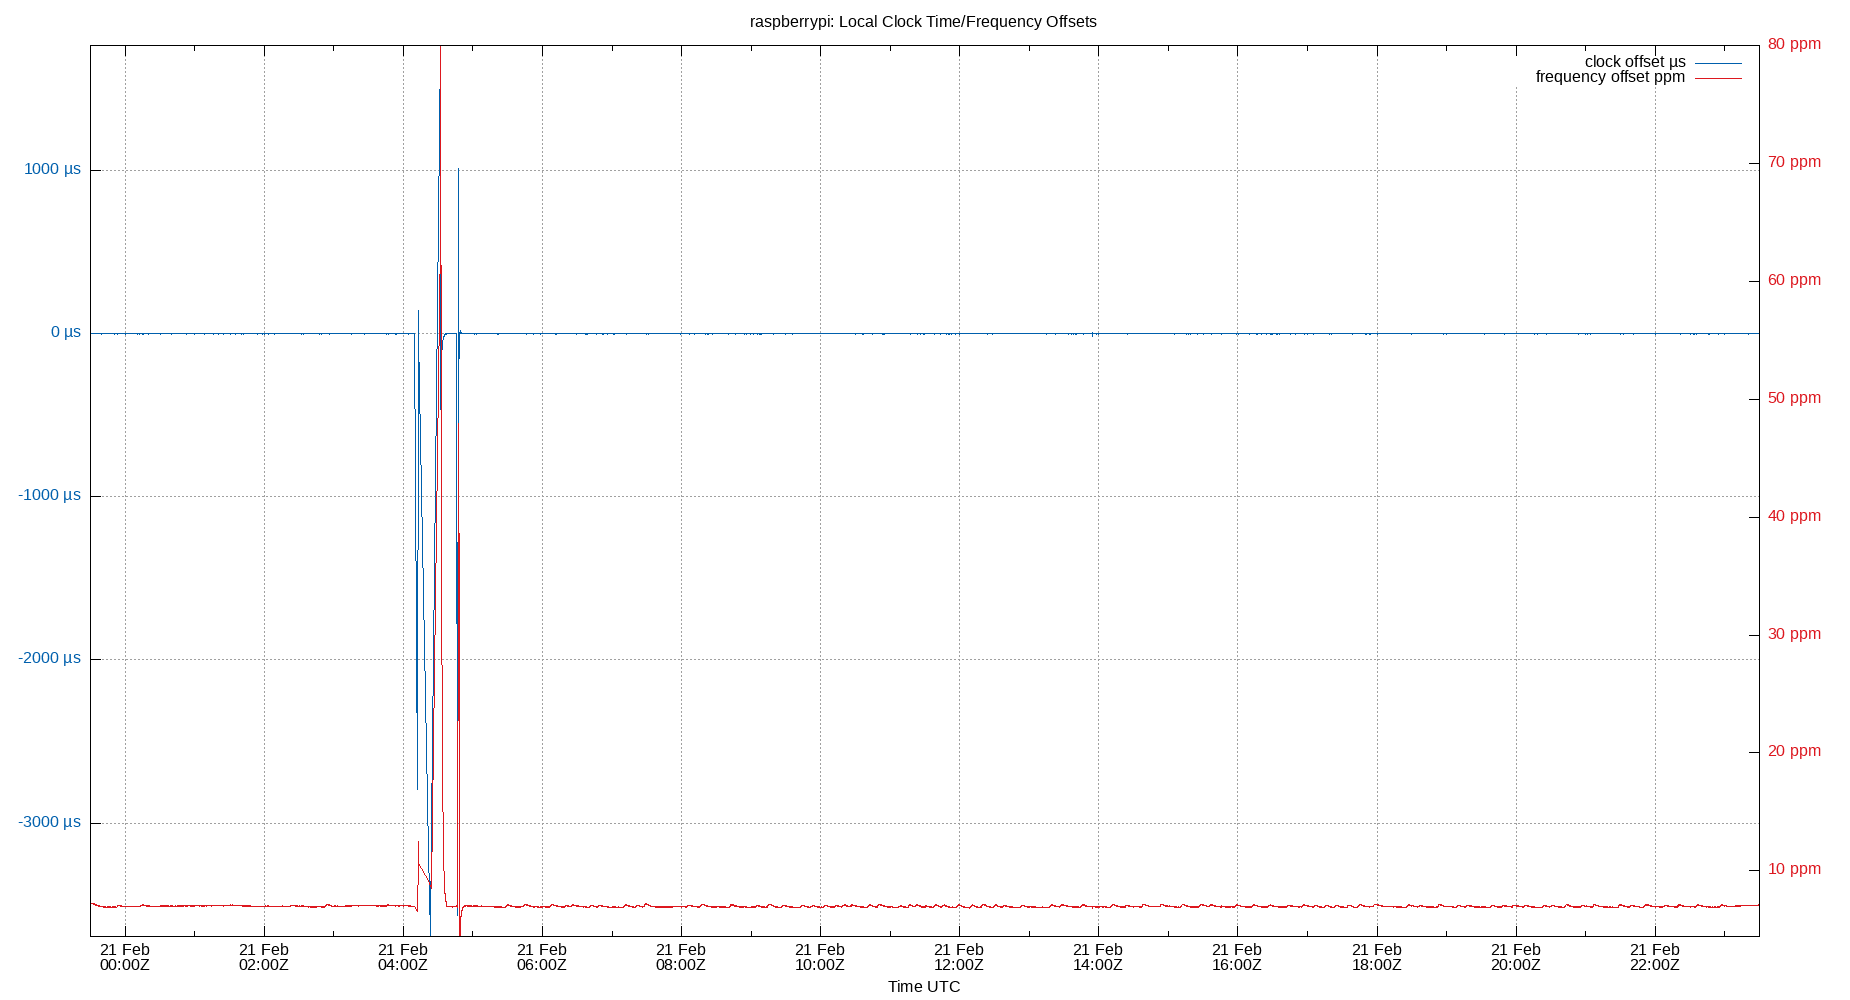 raspberrypi: Local Clock Time/Frequency Offsets
clock offset µs
frequency offset ppm
1000 µs
0 µs
-1000 µs
-2000 µs
-3000 µs
80 ppm
70 ppm
60 ppm
50 ppm
40 ppm
30 ppm
20 ppm
10 ppm
21 Feb 21 Feb 21 Feb 21 Feb 21 Feb 21 Feb 21 Feb 21 Feb 21 Feb 21 Feb 21 Feb 21 Feb
00:00Z 02:00Z 04:00Z 06:00Z 08:00Z 10:00Z 12:00Z 14:00Z 16:00Z 18:00Z 20:00Z 22:00Z
Time UTC